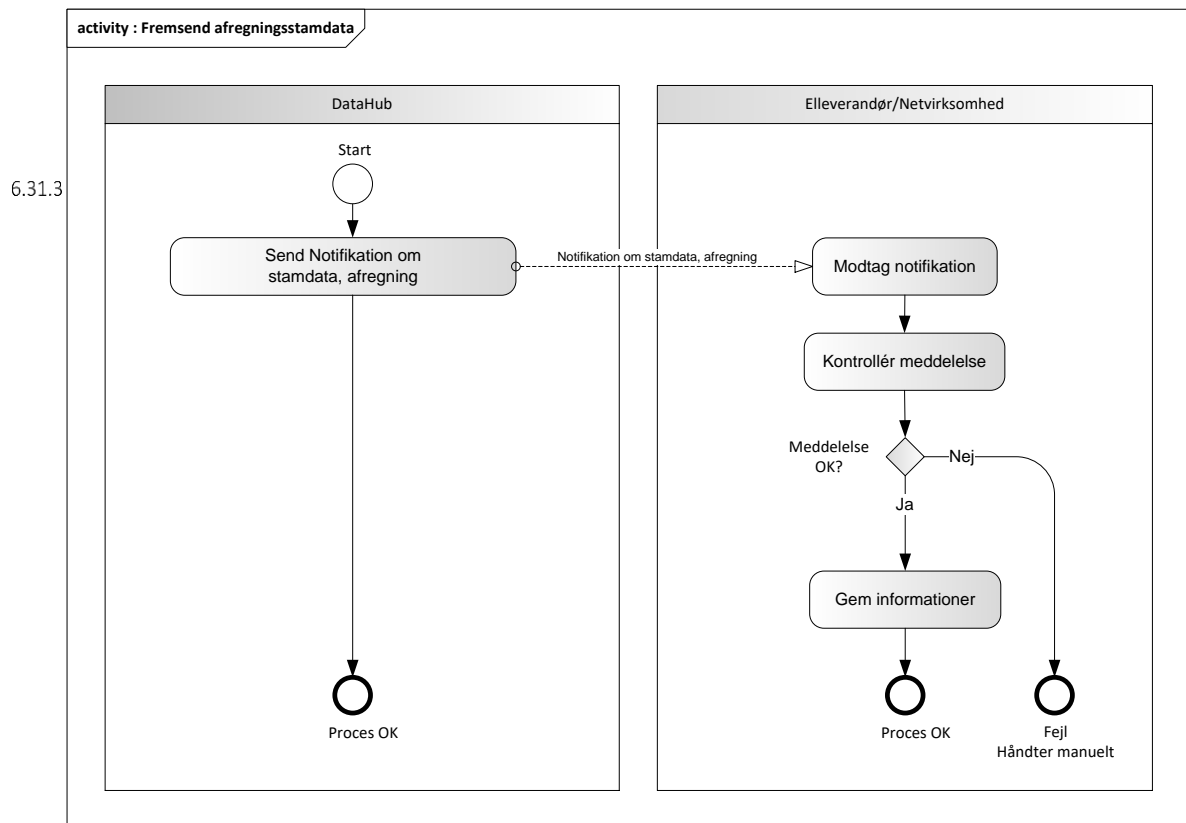 activity : Fremsend afregningsstamdata
DataHub
Elleverandør/Netvirksomhed
Start
6.31.3
Send Notifikation om
stamdata, afregning
Notifikation om stamdata, afregning
Modtag notifikation
Kontrollér meddelelse
Meddelelse
OK?
Nej
Ja
Gem informationer
Proces OK
Proces OK
Fejl
Håndter manuelt